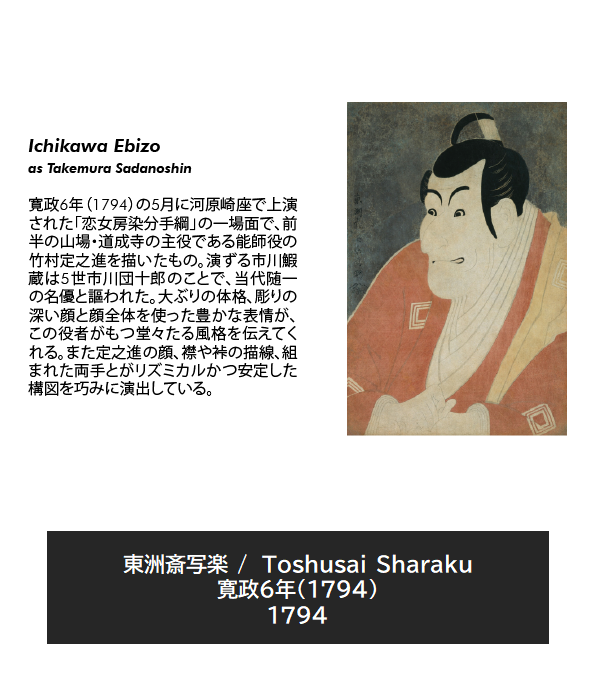 Ichikawa Ebizo
as Takemura Sadanoshin
寛政6年（1794）の5月に河原崎座で上演
された「恋女房染分手綱」の一場面で、前
半の山場・道成寺の主役である能師役の
竹村定之進を描いたもの。演ずる市川鰕
蔵は5世市川団十郎のことで、当代随一
の名優と謳われた。大ぶりの体格、彫りの
深い顔と顔全体を使った豊かな表情が、
この役者がもつ堂々たる風格を伝えてく
れる。また定之進の顔、襟や裃の描線、組
まれた両手とがリズミカルかつ安定した
構図を巧みに演出している。
東洲斎写楽 / Toshusai Sharaku
寛政6年（1794）
1794